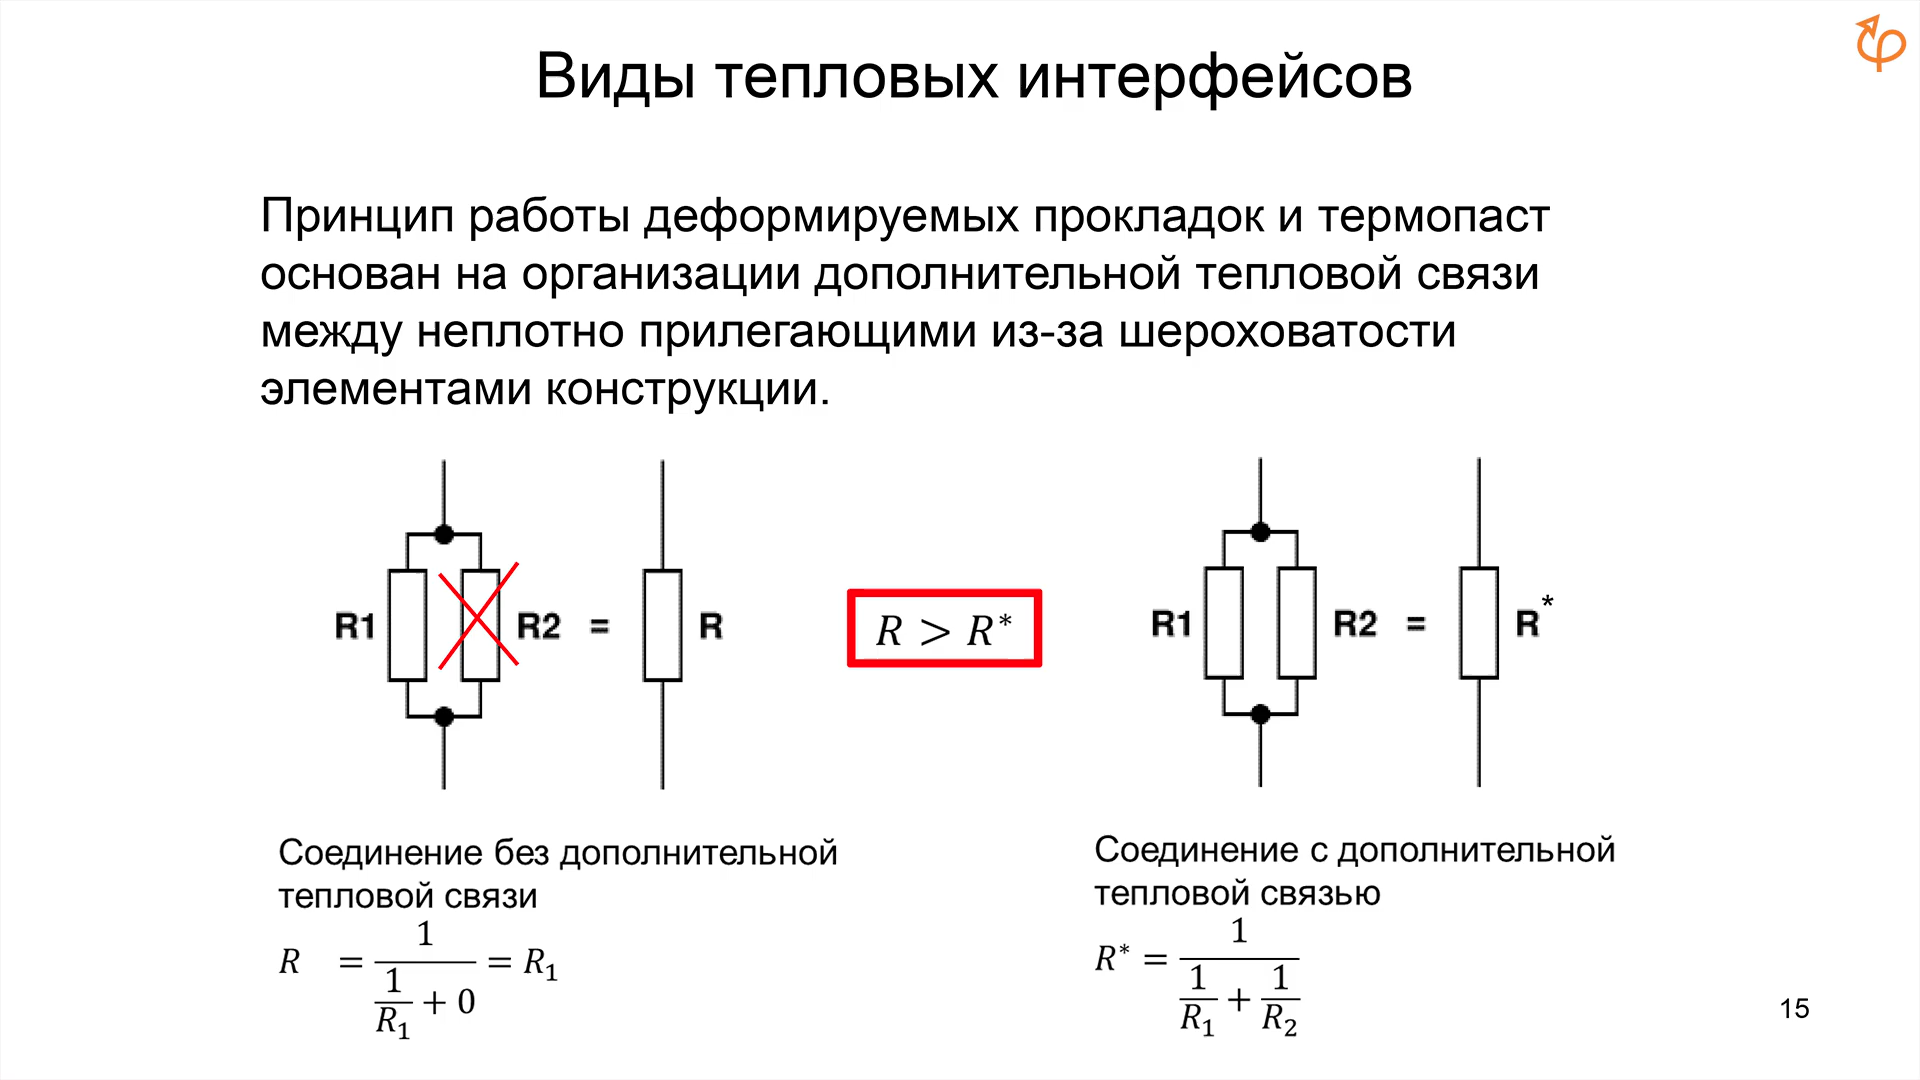 Виды тепловых интерфейсов
Принцип работы деформируемых прокладок и термопаст
основан на организации дополнительной тепловой связи
между неплотно прилегающими из-за шероховатости
элементами конструкции.
R1 R2 = R
R > R*
R1 R2 = R*
Соединение без дополнительной
тепловой связи
R = 1 / (1/R₁ + 0) = R₁
Соединение с дополнительной
тепловой связью
R* = 1 / (1/R₁ + 1/R₂)
15